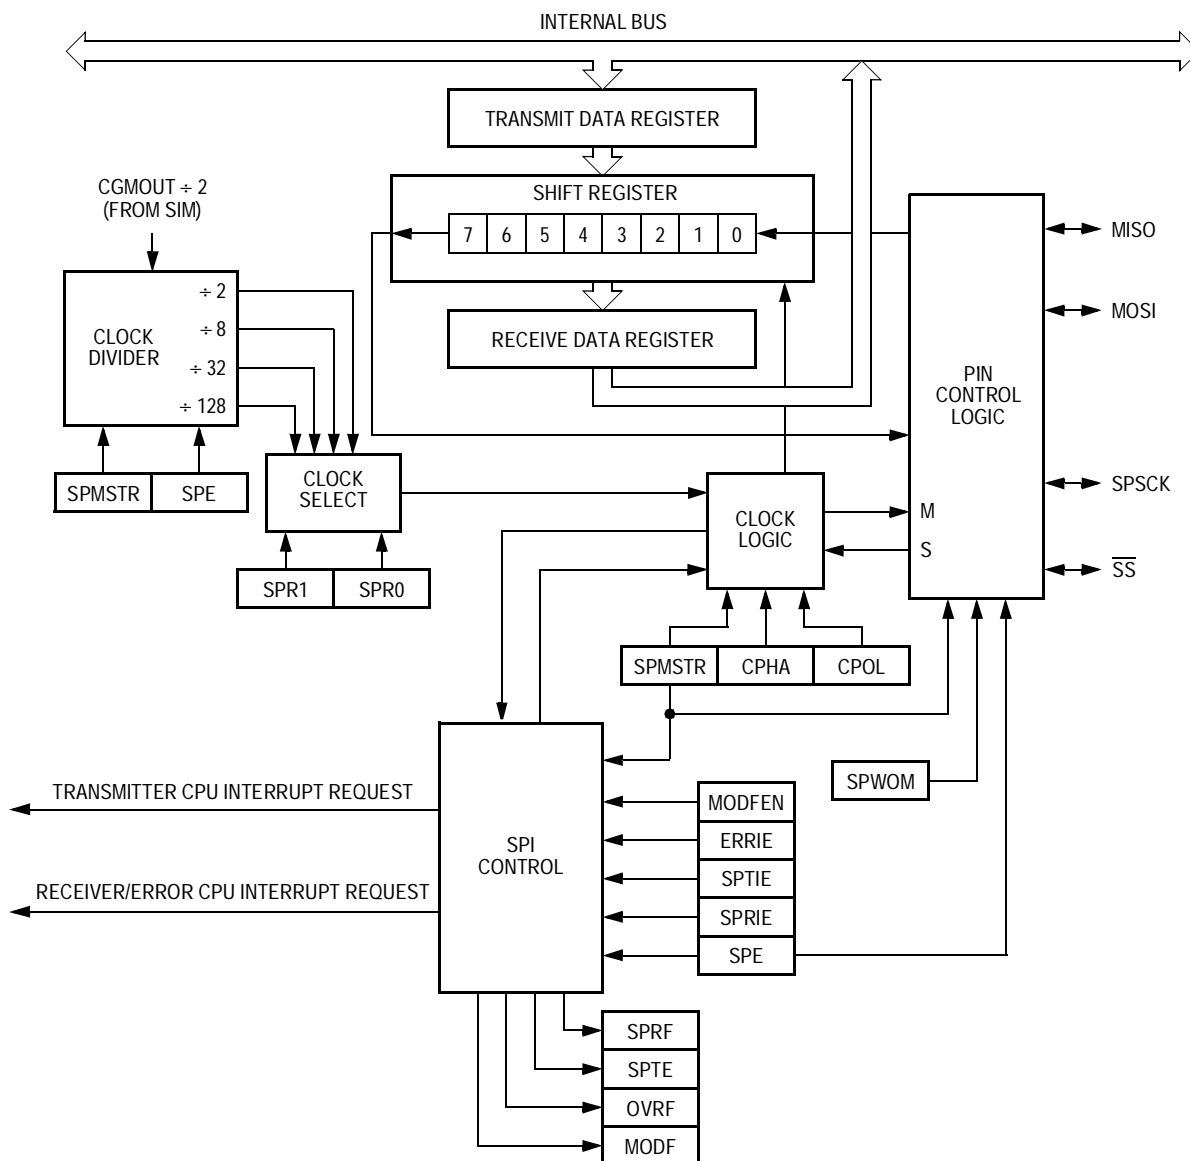 INTERNAL BUS
TRANSMIT DATA REGISTER
CGMOUT ÷ 2
(FROM SIM)
SHIFT REGISTER
7 6 5 4 3 2 1 0
MISO
CLOCK
DIVIDER
÷ 2
÷ 8
÷ 32
÷ 128
RECEIVE DATA REGISTER
MOSI
PIN
CONTROL
LOGIC
SPMSTR SPE
CLOCK
SELECT
SPSCK
CLOCK
LOGIC
M
S
SS
SPR1 SPR0
SPMSTR CPHA CPOL
TRANSMITTER CPU INTERRUPT REQUEST
SPWOM
SPI
CONTROL
MODFEN
ERRIE
SPTIE
SPRIE
SPE
RECEIVER/ERROR CPU INTERRUPT REQUEST
SPRF
SPTE
OVRF
MODF